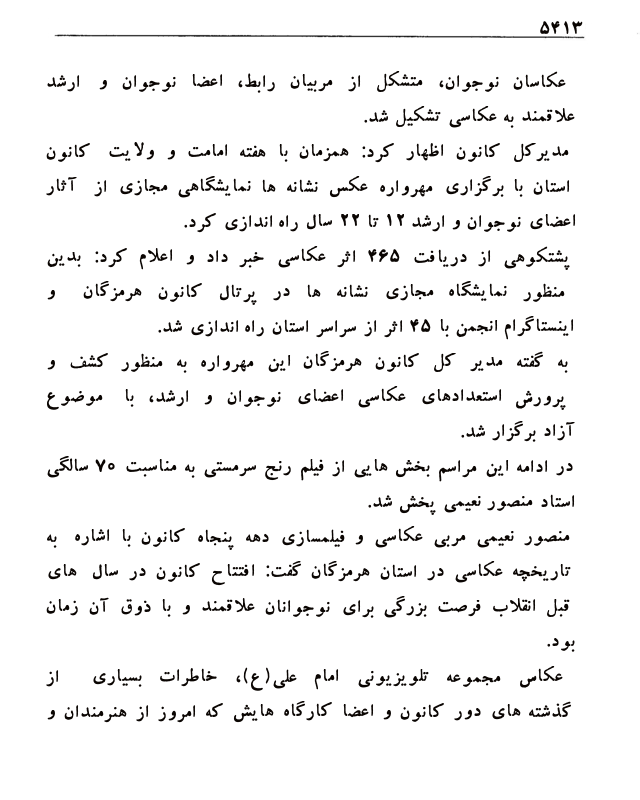 ۵۴۱۳
عکاسان نوجوان، متشکل از مربیان رابط، اعضا نوجوان و ارشد
علاقمند به عکاسی تشکیل شد.
مدیرکل کانون اظهار کرد: همزمان با هفته امامت و ولایت کانون
استان با برگزاری مهرواره عکس نشانه ها نمایشگاهی مجازی از آثار
اعضای نوجوان و ارشد ۱۲ تا ۲۲ سال راه اندازی کرد.
پشتکوهی از دریافت ۴۶۵ اثر عکاسی خبر داد و اعلام کرد: بدین
منظور نمایشگاه مجازی نشانه ها در پرتال کانون هرمزگان و
اینستاگرام انجمن با ۴۵ اثر از سراسر استان راه اندازی شد.
به گفته مدیر کل کانون هرمزگان این مهرواره به منظور کشف و
پرورش استعدادهای عکاسی اعضای نوجوان و ارشد، با موضوع
آزاد برگزار شد.
در ادامه این مراسم بخش هایی از فیلم رنج سرمستی به مناسبت ۷۰ سالگی
استاد منصور نعیمی پخش شد.
منصور نعیمی مربی عکاسی و فیلمسازی دهه پنجاه کانون با اشاره به
تاریخچه عکاسی در استان هرمزگان گفت: افتتاح کانون در سال های
قبل انقلاب فرصت بزرگی برای نوجوانان علاقمند و با ذوق آن زمان
بود.
عکاس مجموعه تلویزیونی امام علی(ع)، خاطرات بسیاری از
گذشته های دور کانون و اعضا کارگاه هایش که امروز از هنرمندان و